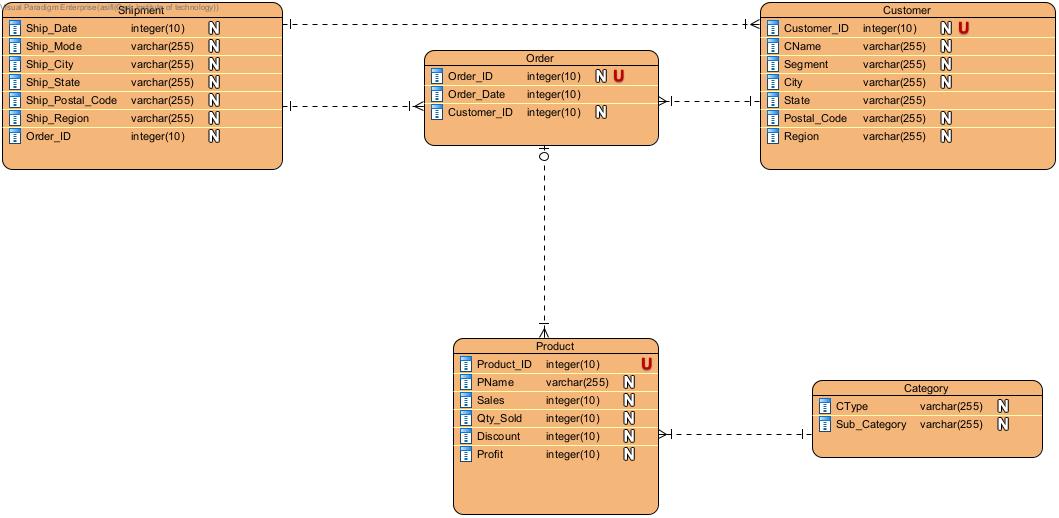 Visual Paradigm Enterprise(asif(
institute of technology))
Shipment
Ship_Date integer(10) N
Ship_Mode varchar(255) N
Ship_City varchar(255) N
Ship_State varchar(255) N
Ship_Postal_Code varchar(255) N
Ship_Region varchar(255) N
Order_ID integer(10) N
Order
Order_ID integer(10) N U
Order_Date integer(10)
Customer_ID integer(10) N
Customer
Customer_ID integer(10) N U
CName varchar(255) N
Segment varchar(255) N
City varchar(255) N
State varchar(255)
Postal_Code varchar(255) N
Region varchar(255) N
Product
Product_ID integer(10) U
PName varchar(255) N
Sales integer(10) N
Qty_Sold integer(10) N
Discount integer(10) N
Profit integer(10) N
Category
CType varchar(255) N
Sub_Category varchar(255) N